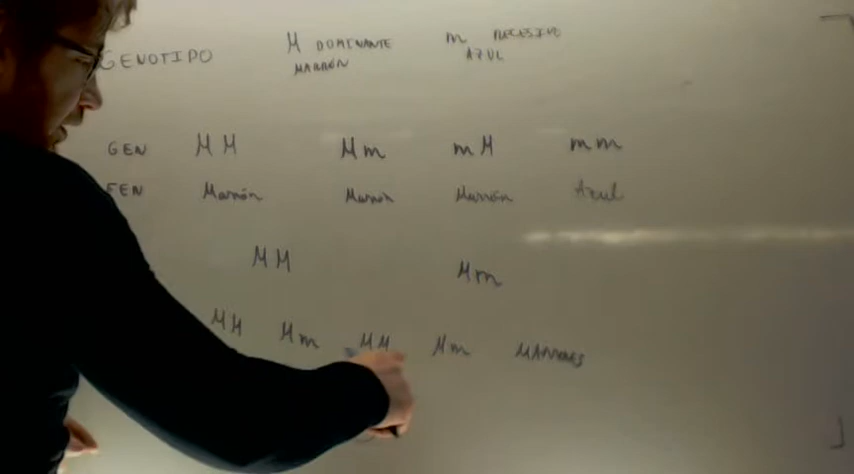 GENOTIPO M DOMINANTE m RECESIVO
MARRÓN AZUL
GEN MM Mm mM mm
FEN Marrón Marrón Marrón Azul
MM Mm
MM Mm MM Mm MARRONES